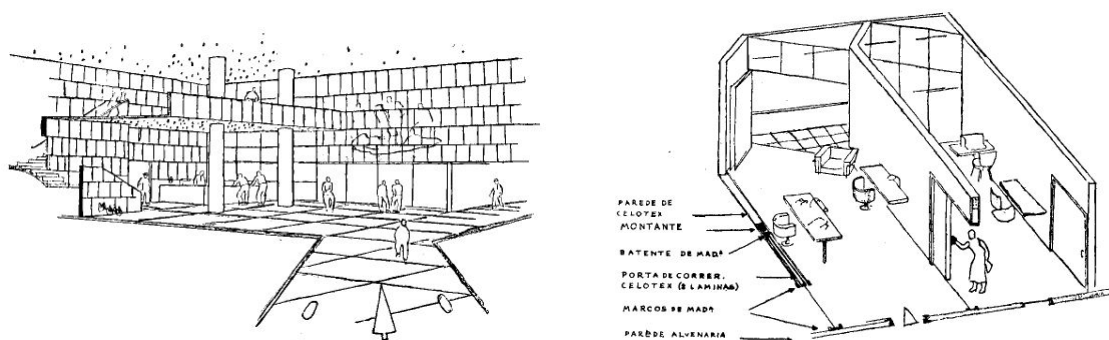 PAREDE DE
CELOTEX
MONTANTE
BATENTE DE MADª
PORTA DE CORRER.
CELOTEX (2 LAMINAS)
MARCOS DE MADª
PAREDE ALVENARIA